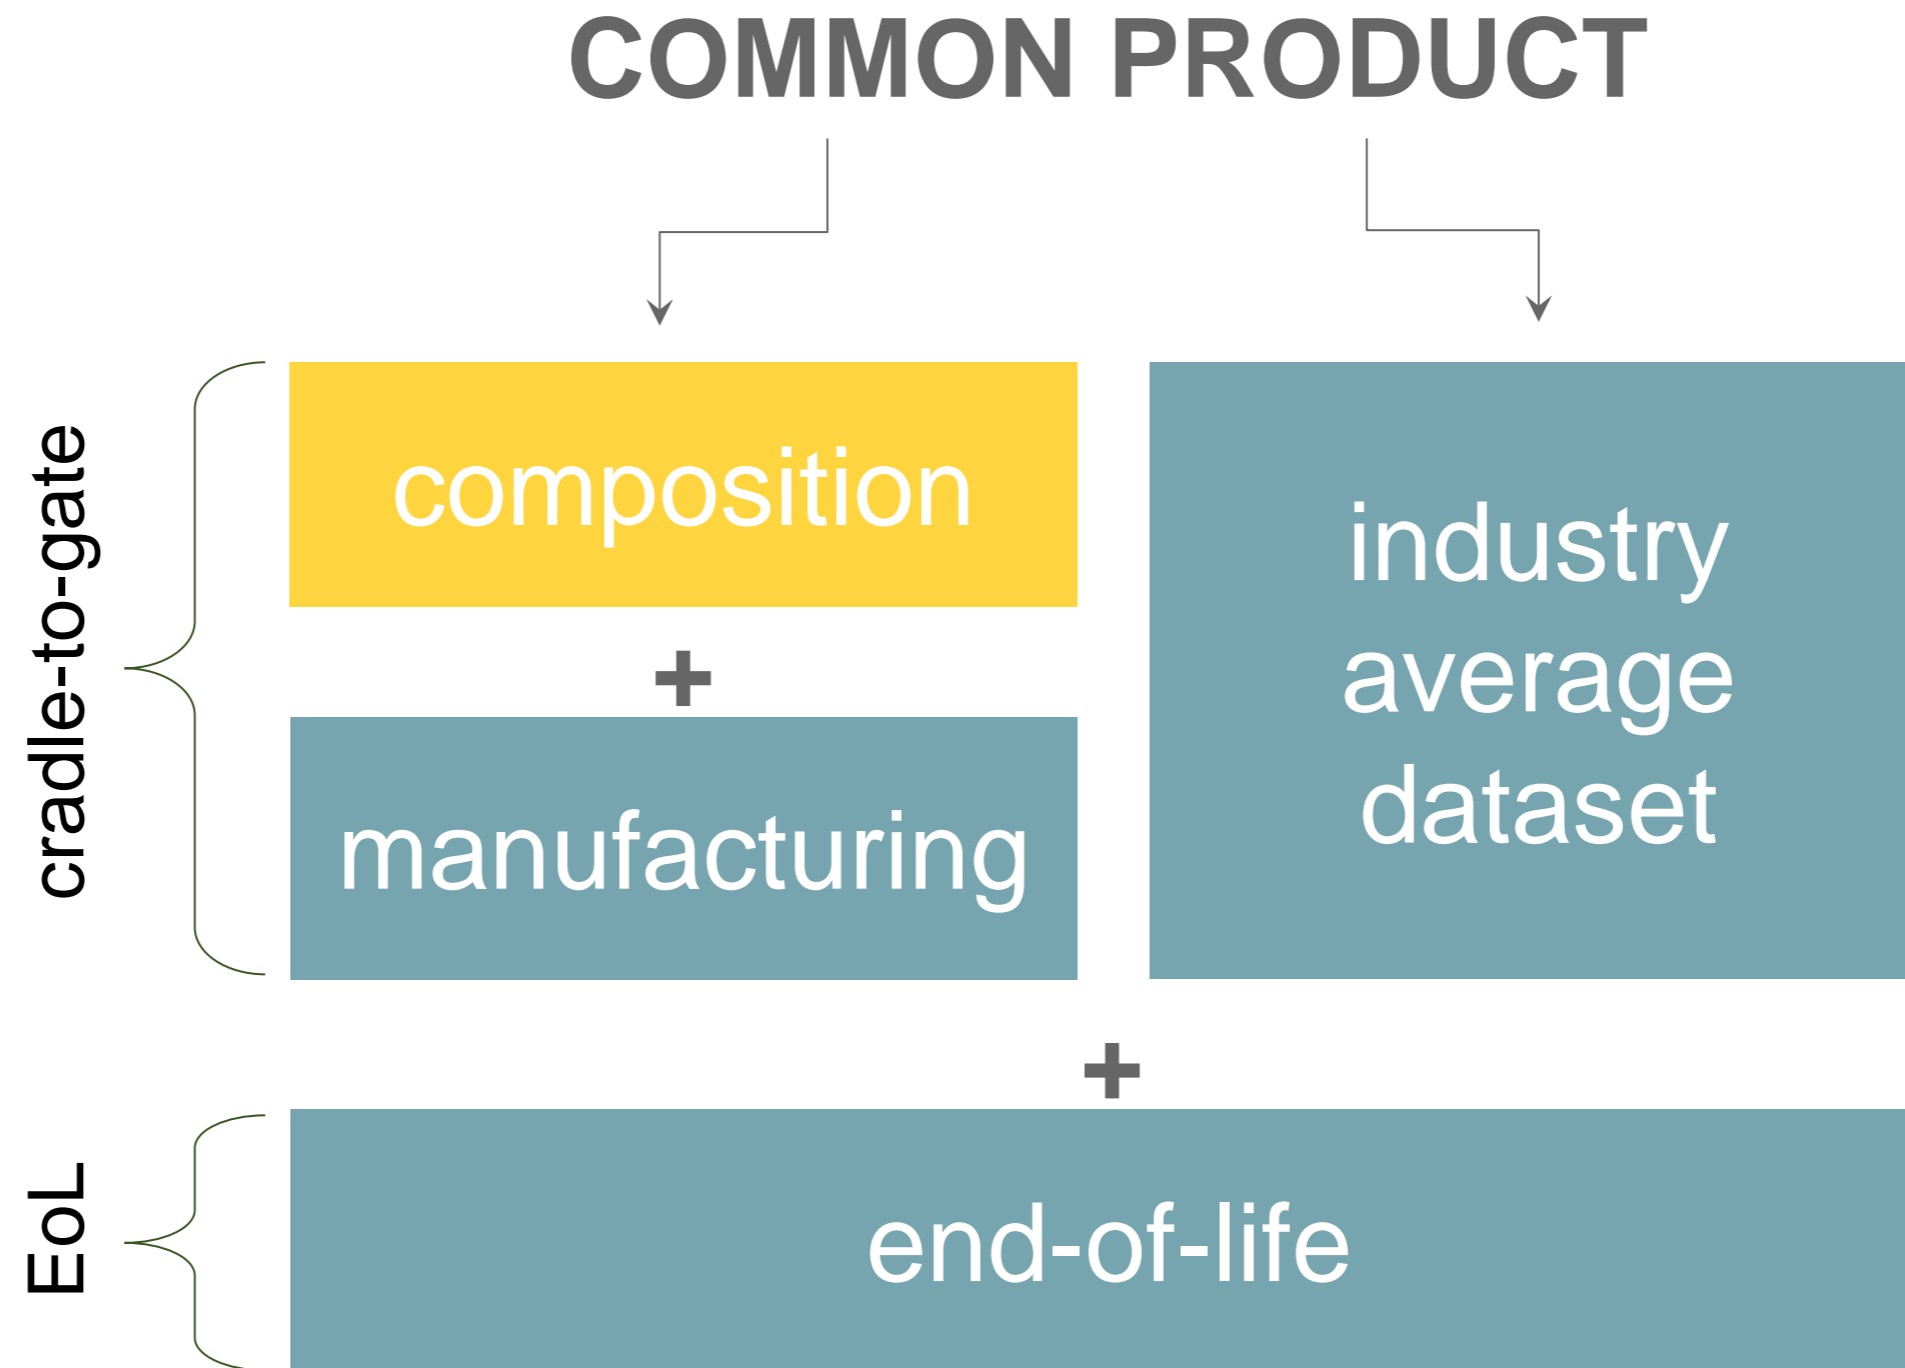 COMMON PRODUCT
cradle-to-gate
composition
+
manufacturing
industry
average
dataset
+
EoL
end-of-life